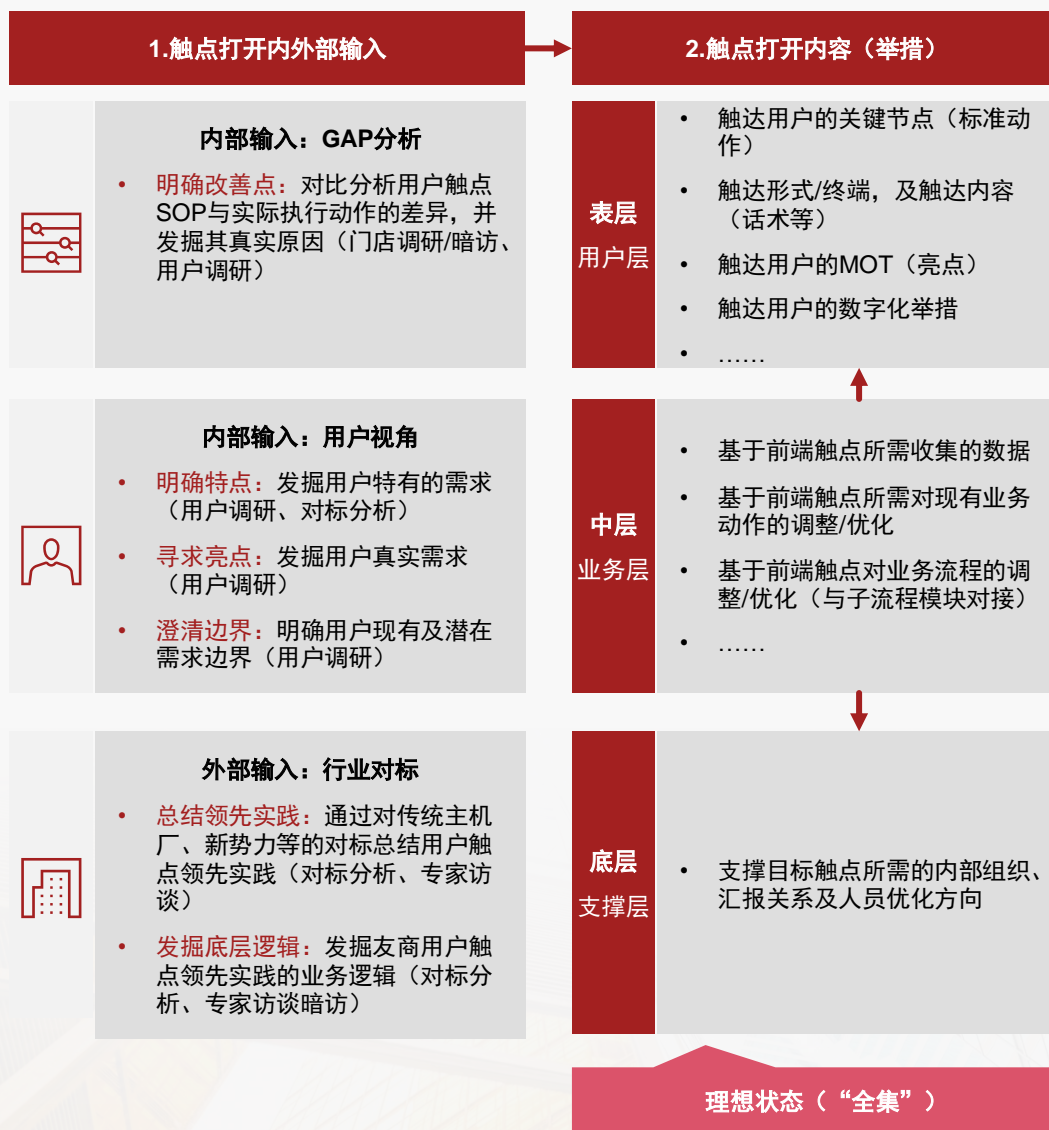 1.触点打开内外部输入
内部输入：GAP分析
• 明确改善点：对比分析用户触点
SOP与实际执行动作的差异，并
发掘其真实原因（门店调研/暗访、
用户调研）
内部输入：用户视角
• 明确特点：发掘用户特有的需求
（用户调研、对标分析）
• 寻求亮点：发掘用户真实需求
（用户调研）
• 澄清边界：明确用户现有及潜在
需求边界（用户调研）
外部输入：行业对标
• 总结领先实践：通过对传统主机
厂、新势力等的对标总结用户触
点领先实践（对标分析、专家访
谈）
• 发掘底层逻辑：发掘友商用户触
点领先实践的业务逻辑（对标分
析、专家访谈暗访）
2.触点打开内容（举措）
表层
用户层
• 触达用户的关键节点（标准动
作）
• 触达形式/终端，及触达内容
（话术等）
• 触达用户的MOT（亮点）
• 触达用户的数字化举措
• ……
中层
业务层
• 基于前端触点所需收集的数据
• 基于前端触点所需对现有业务
动作的调整/优化
• 基于前端触点对业务流程的调
整/优化（与子流程模块对接）
• ……
底层
支撑层
• 支撑目标触点所需的内部组织、
汇报关系及人员优化方向
理想状态（“全集”）